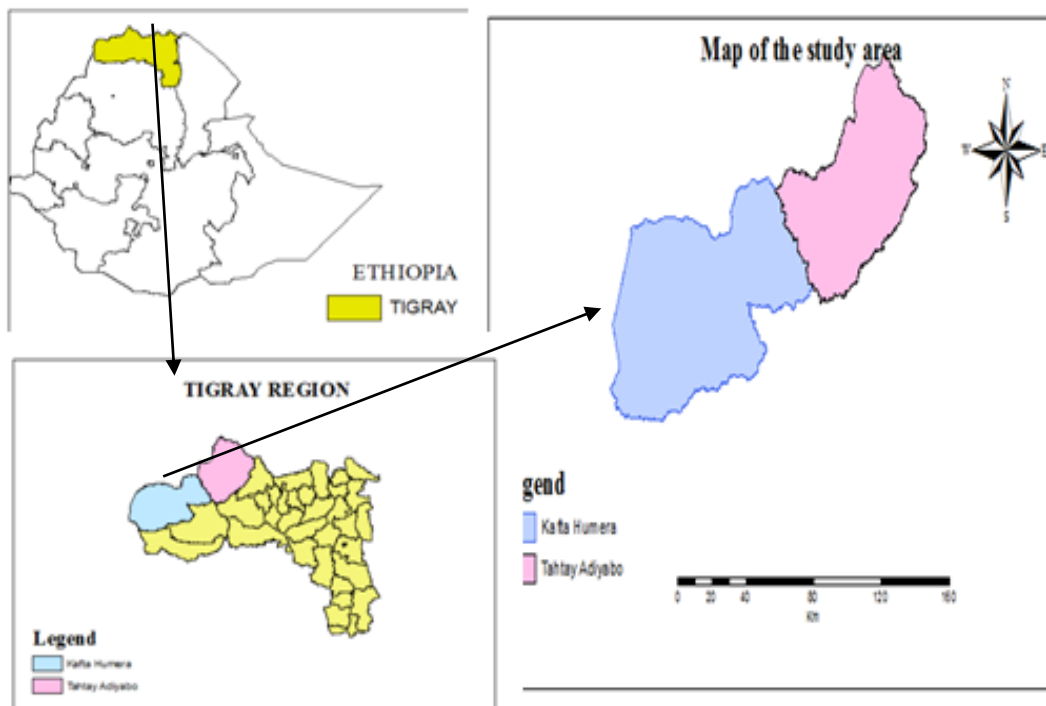 ETHIOPIA
TIGRAY
TIGRAY REGION
Legend
Kafta Humera
Tahtay Adiyabo
Map of the study area
N
W E
S
gend
Kafta Humera
Tahtay Adiyabo
0 20 40 80 120 160
Km